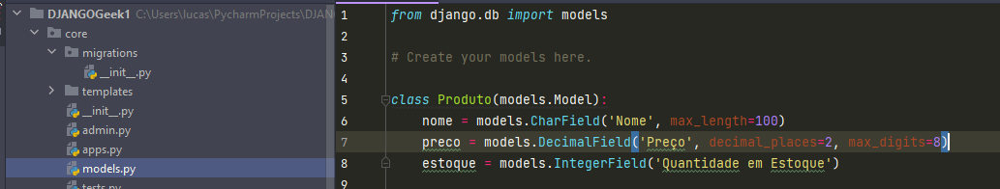 DJANGOGeek1 C:\Users\lucas\PycharmProjects\DJAN
core
migrations
__init__.py
templates
__init__.py
admin.py
apps.py
models.py
tests.py
1 from django.db import models
2
3 # Create your models here.
4
5 class Produto(models.Model):
6 nome = models.CharField('Nome', max_length=100)
7 preco = models.DecimalField('Preço', decimal_places=2, max_digits=8)
8 estoque = models.IntegerField('Quantidade em Estoque')
9